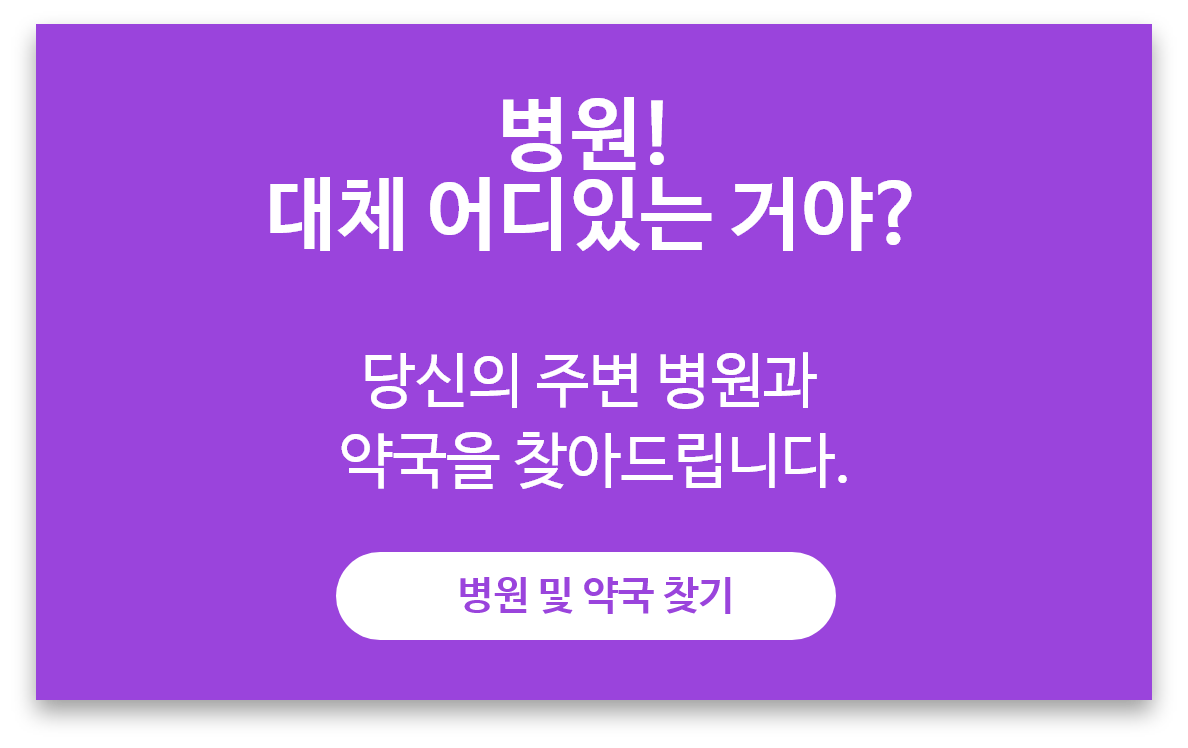 병원!
대체 어디있는 거야?
당신의 주변 병원과
약국을 찾아드립니다.
병원 및 약국 찾기